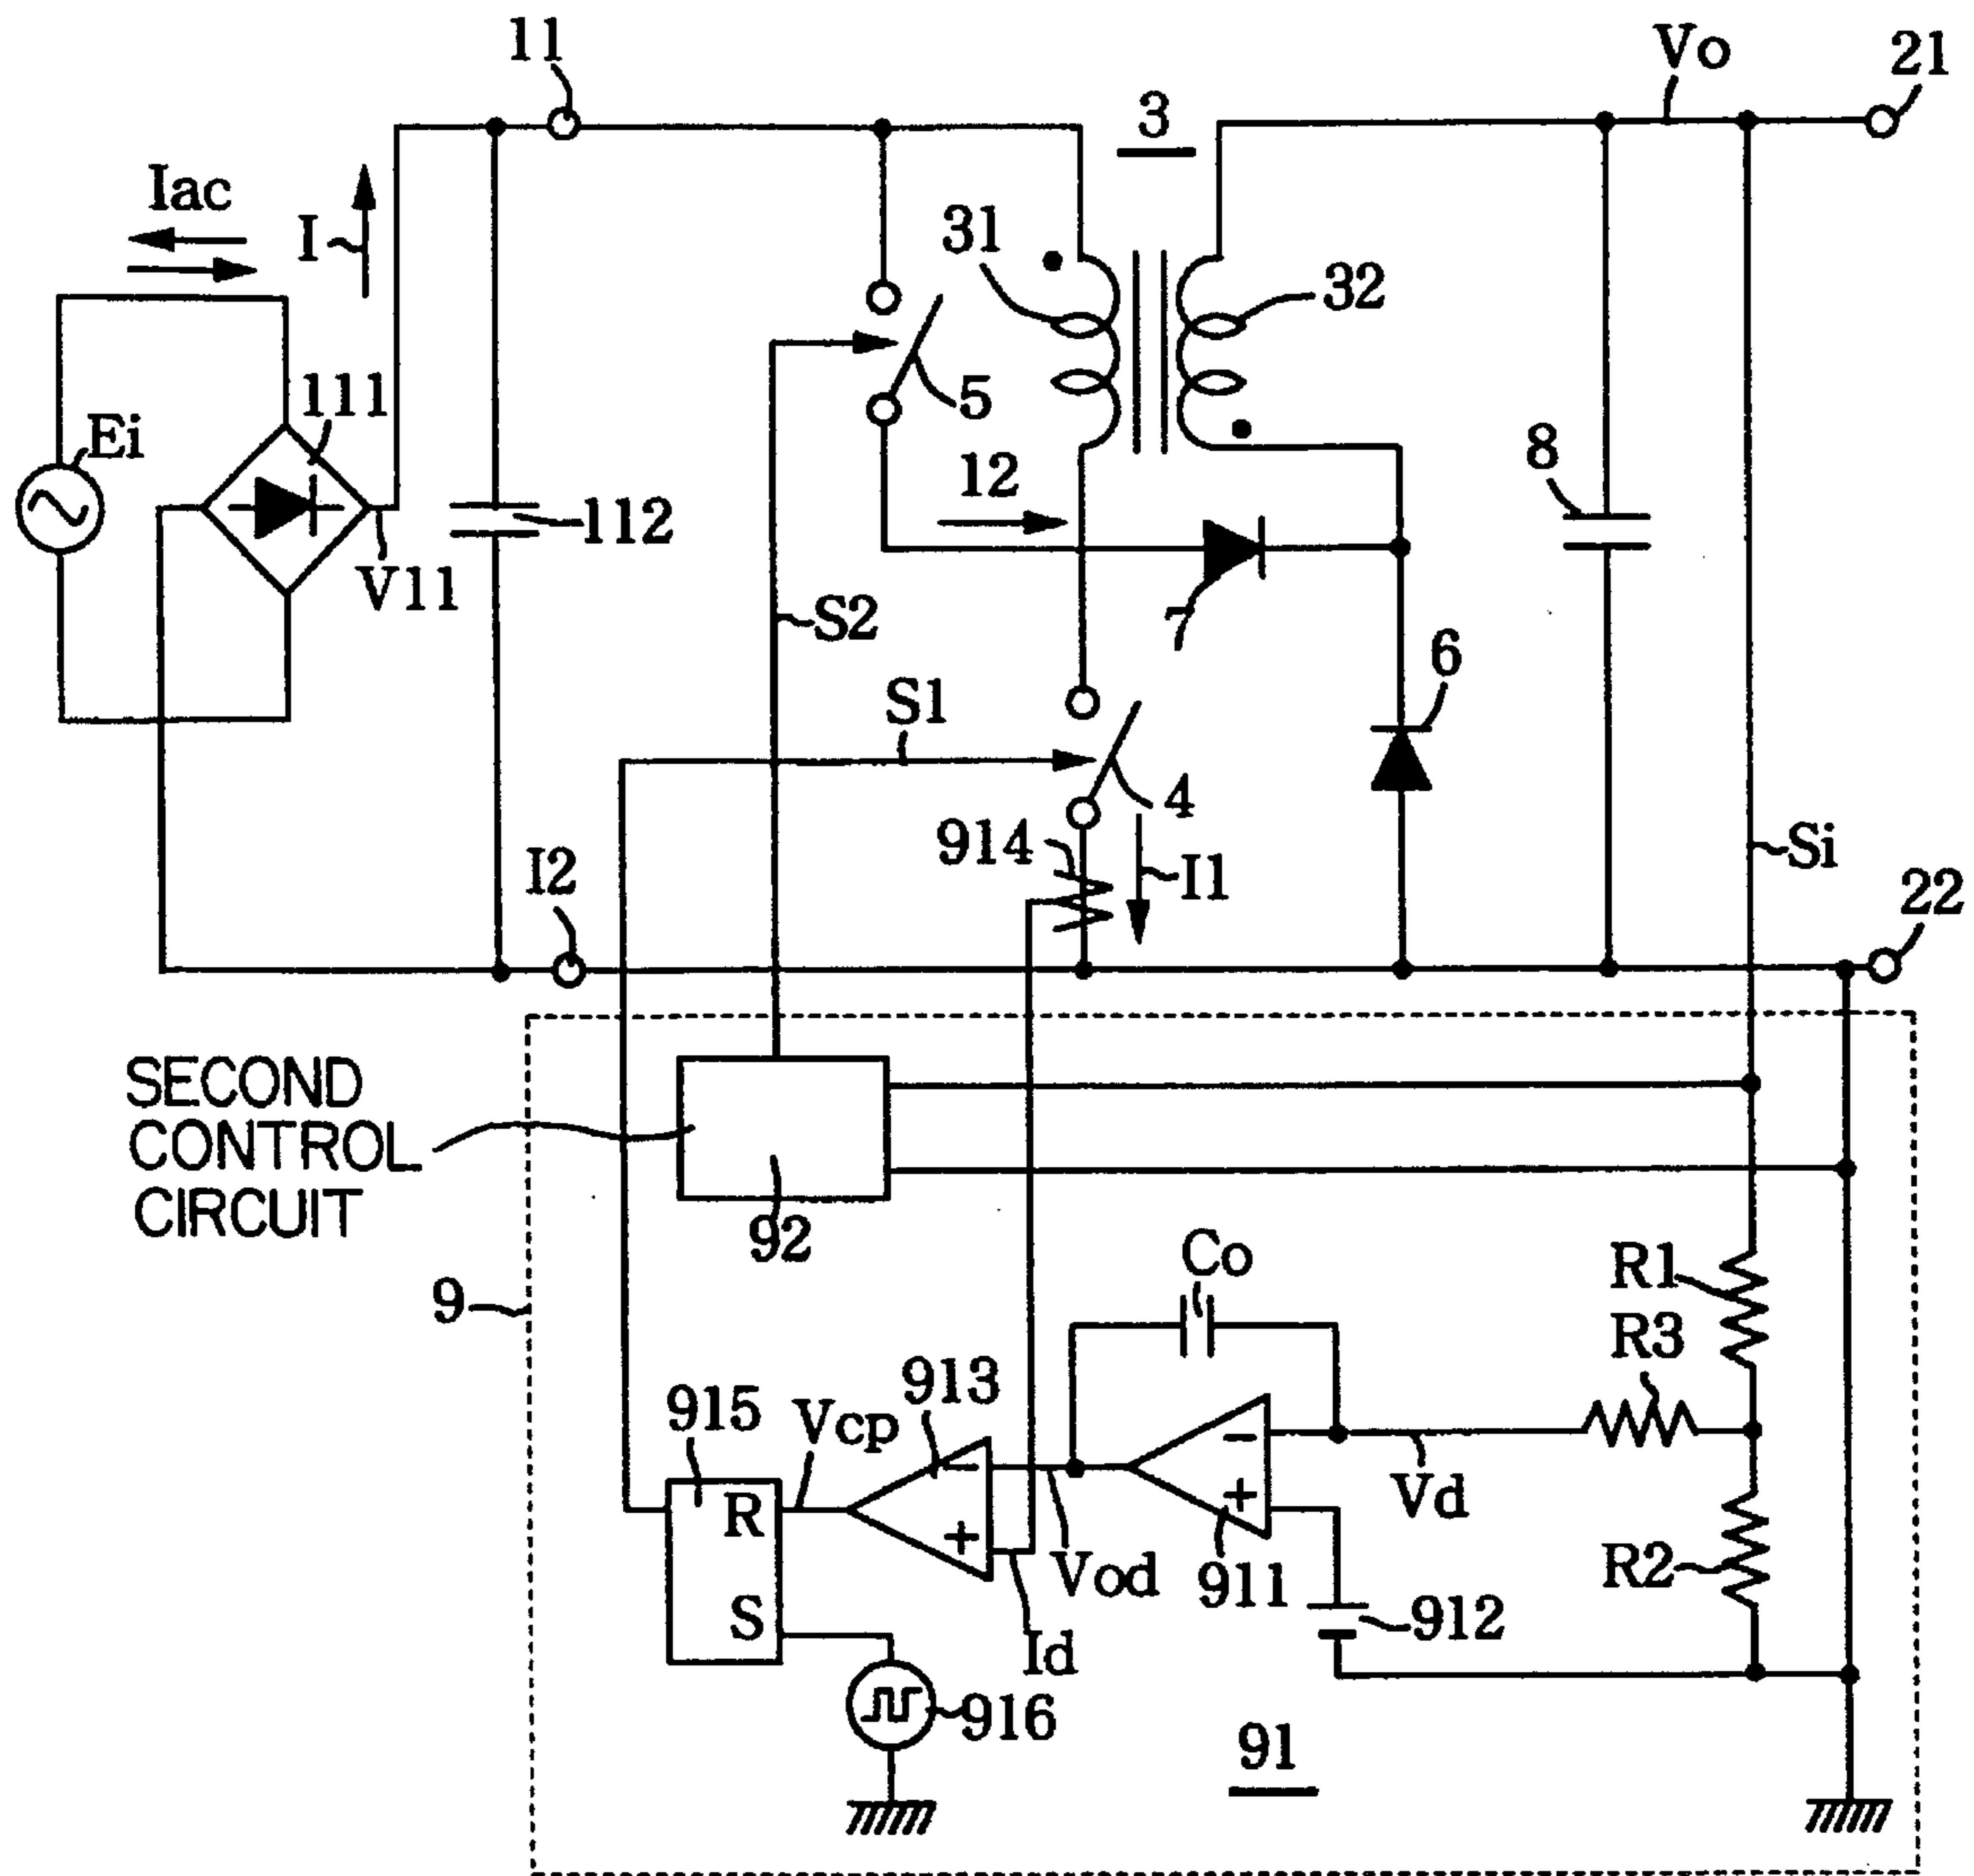 11
Vo
21
3
Iac
I
31
32
5
111
Ei
8
12
112
V11
S2
7
6
S1
4
914
I1
Si
I2
22
SECOND
CONTROL
CIRCUIT
92
9
Co
R1
R3
913
915
Vcp
R
-
-
Vd
+
+
R2
Vod
911
S
912
Id
916
91